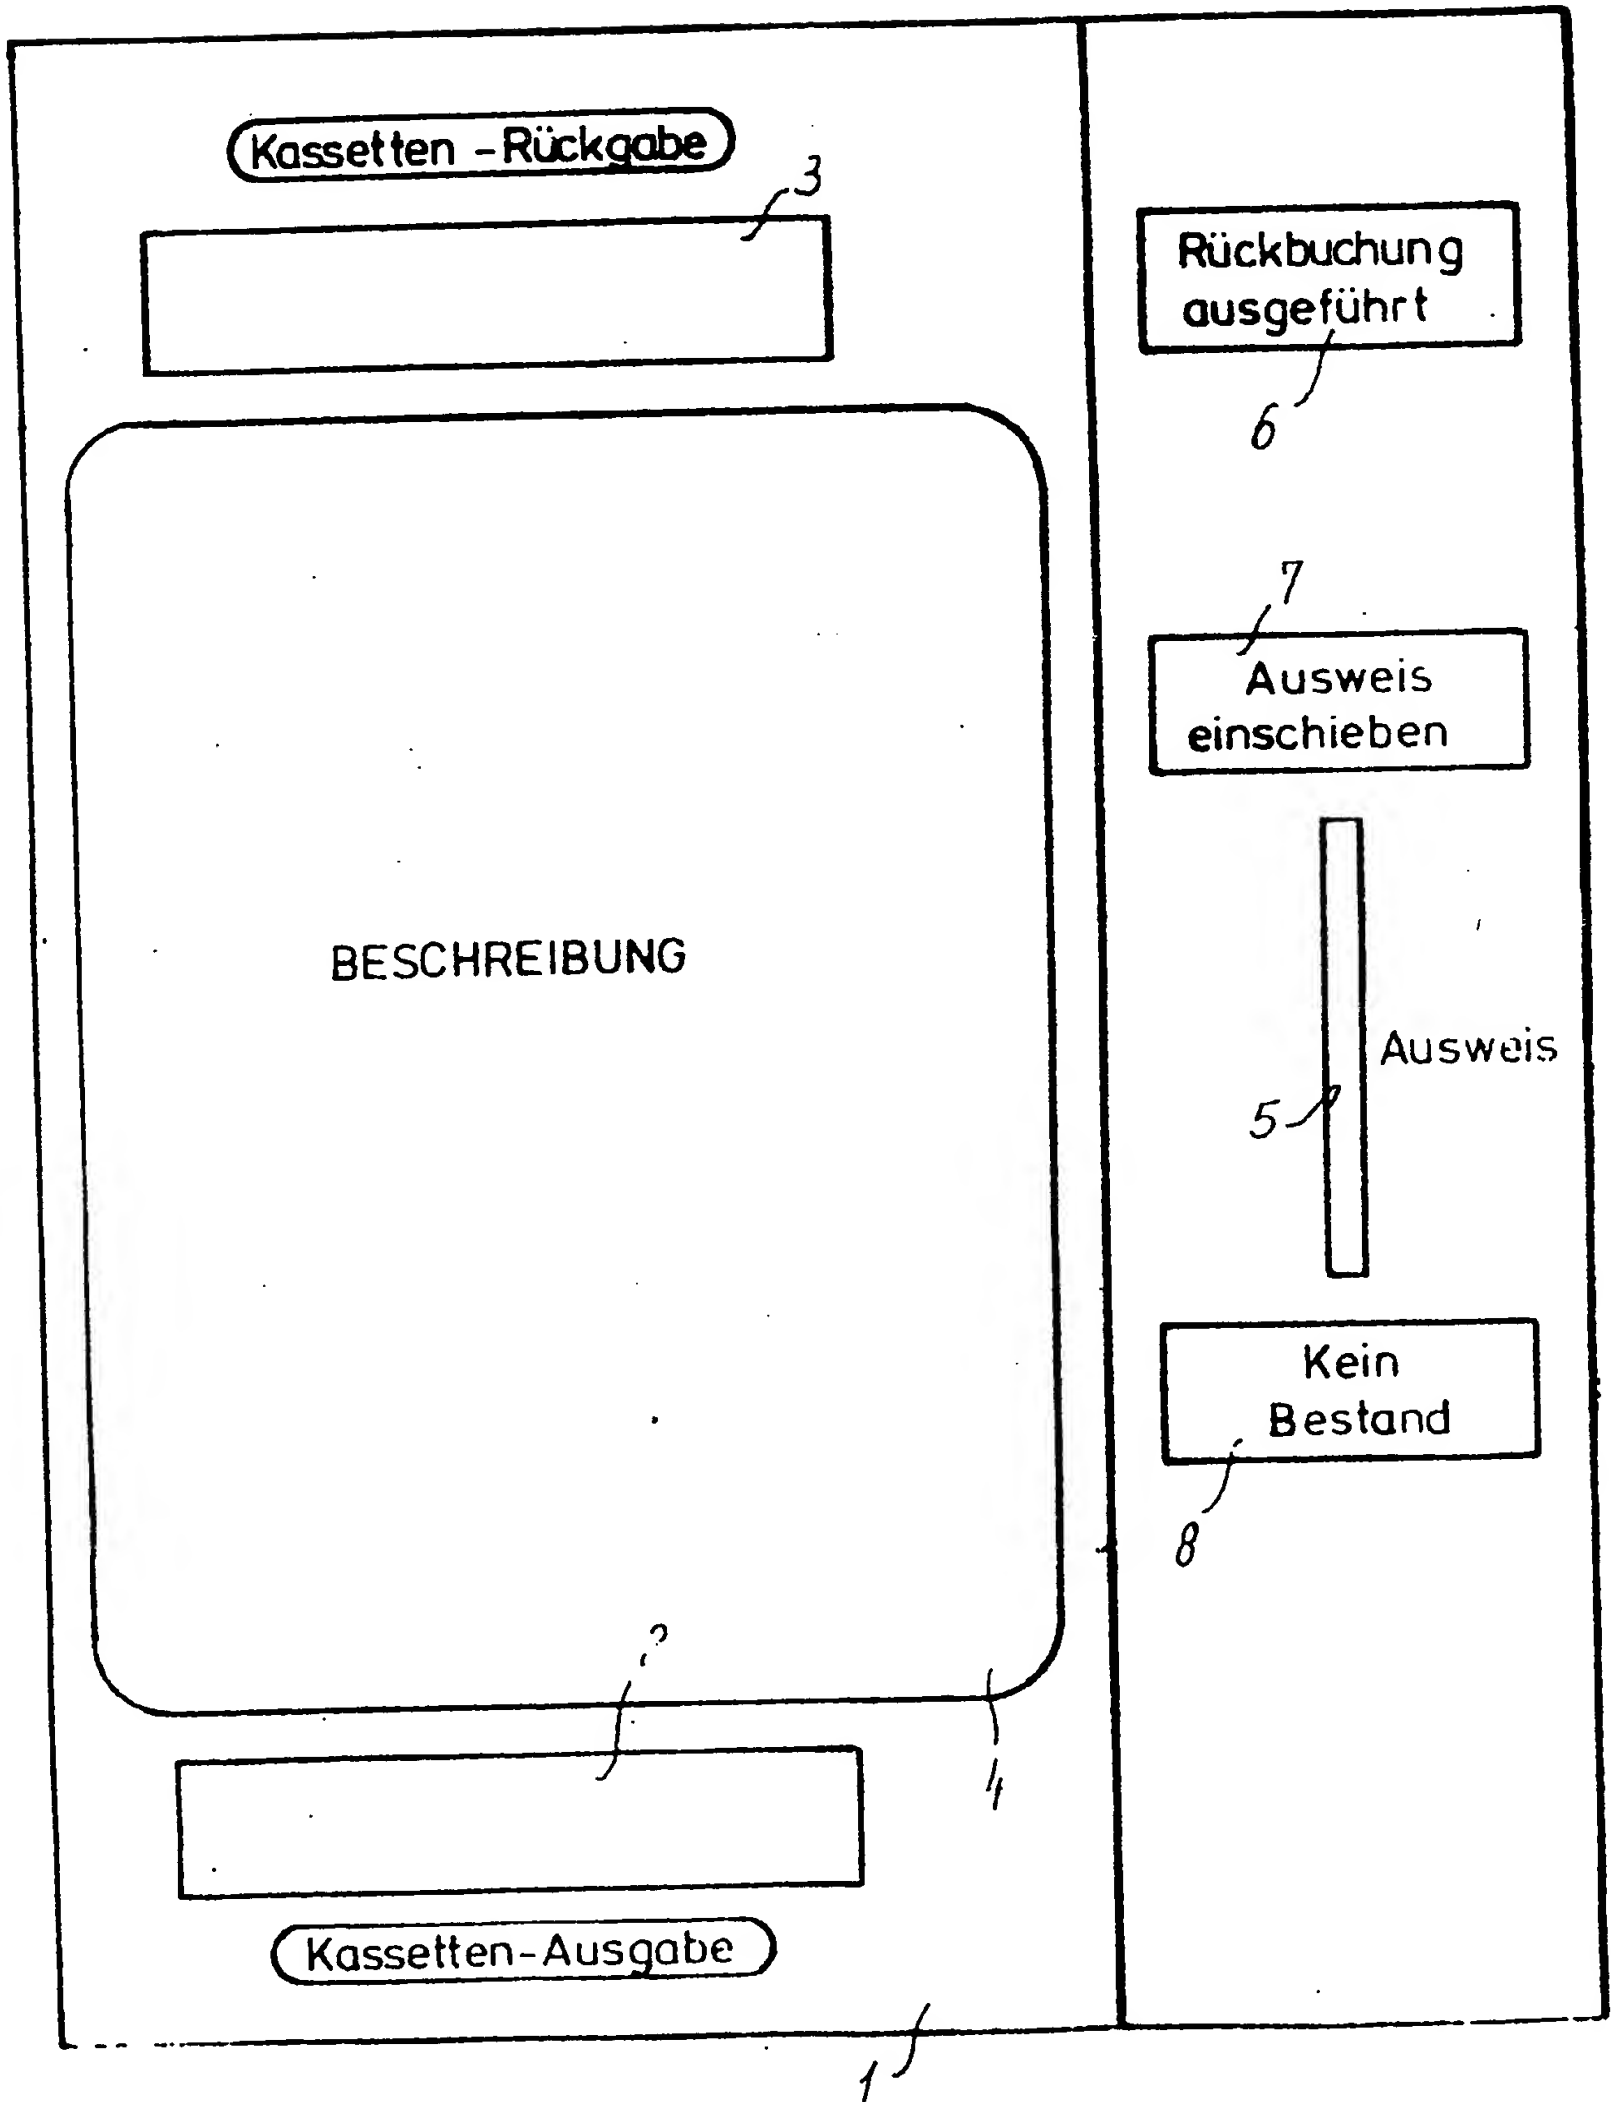 Kassetten-Rückgabe
3
Rückbuchung
ausgeführt
6
7
Ausweis
einschieben
BESCHREIBUNG
Ausweis
5
Kein
Bestand
8
4
Kassetten-Ausgabe
1